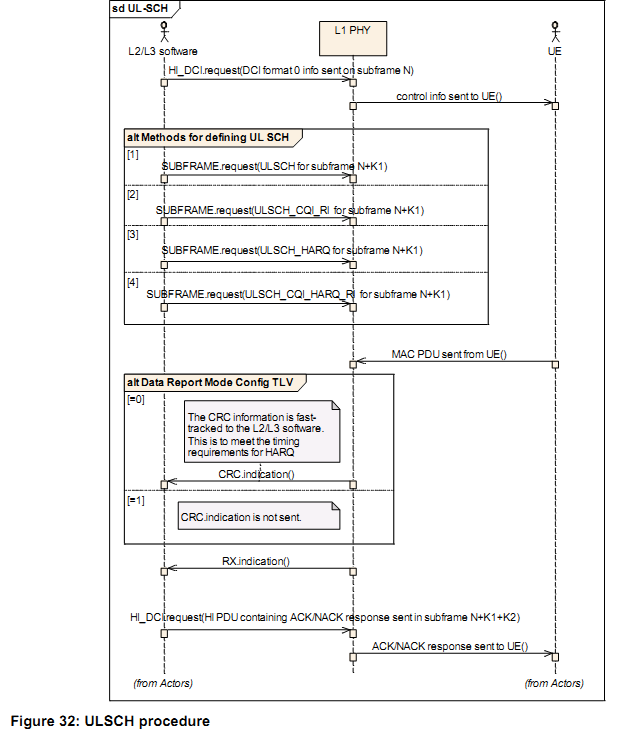 sd UL-SCH
L1 PHY
L2/L3 software
UE
HI_DCI.request(DCI format 0 info sent on subframe N)
control info sent to UE()
alt Methods for defining UL SCH
[1]
SUBFRAME.request(ULSCH for subframe N+K1)
[2]
SUBFRAME.request(ULSCH_CQI_RI for subframe N+K1)
[3]
SUBFRAME.request(ULSCH_HARQ for subframe N+K1)
[4]
SUBFRAME.request(ULSCH_CQI_HARQ_RI for subframe N+K1)
MAC PDU sent from UE()
alt Data Report Mode Config TLV
[=0]
The CRC information is fast-
tracked to the L2/L3 software.
This is to meet the timing
requirements for HARQ
CRC.indication()
[=1]
CRC.indication is not sent.
RX.indication()
HI_DCI.request(HI PDU containing ACK/NACK response sent in subframe N+K1+K2)
ACK/NACK response sent to UE()
(from Actors)
(from Actors)
Figure 32: ULSCH procedure